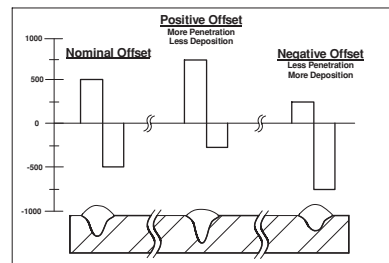 Positive Offset
More Penetration
Less Deposition
Nominal Offset
Negative Offset
Less Penetration
More Deposition
1000
500
0
-500
-1000